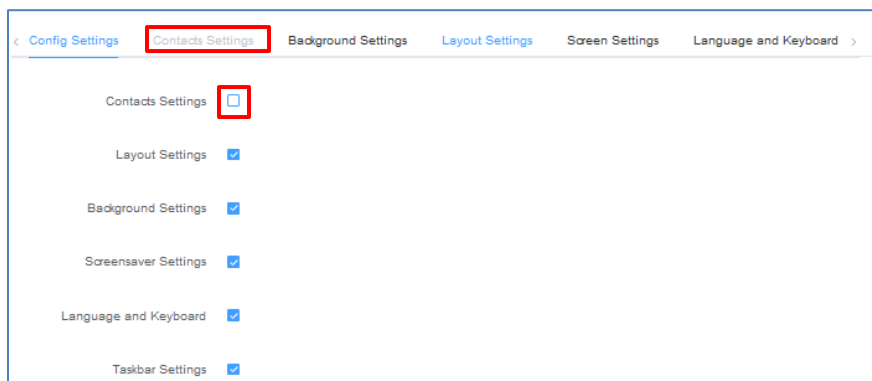 Config Settings Contacts Settings Background Settings Layout Settings Screen Settings Language and Keyboard
Contacts Settings
Layout Settings
Background Settings
Screensaver Settings
Language and Keyboard
Taskbar Settings